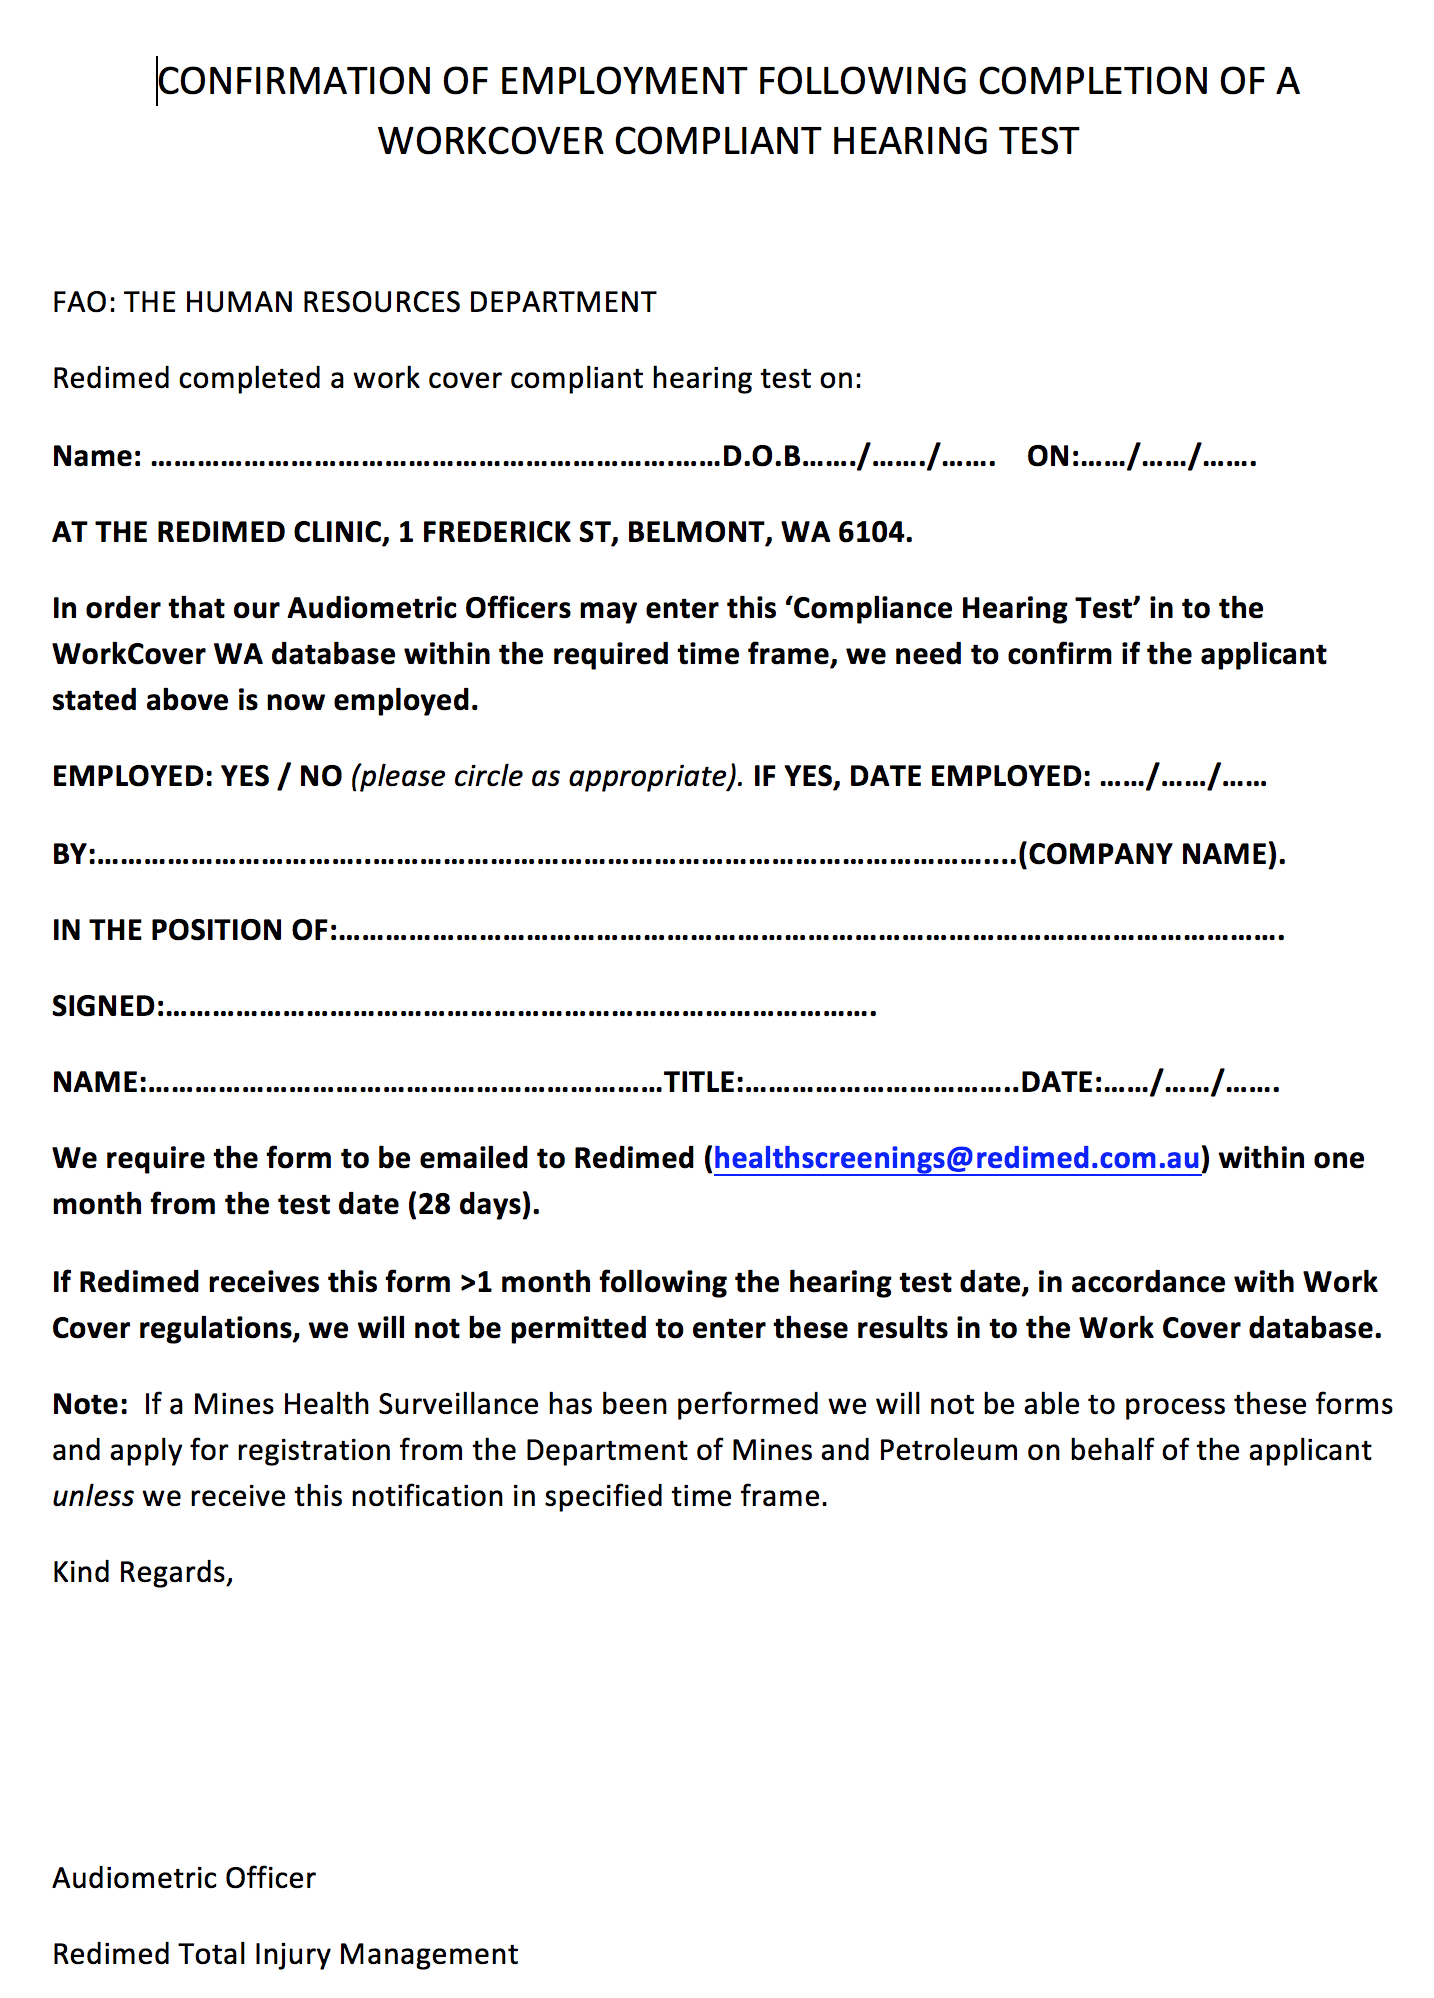 CONFIRMATION OF EMPLOYMENT FOLLOWING COMPLETION OF A
WORKCOVER COMPLIANT HEARING TEST
FAO: THE HUMAN RESOURCES DEPARTMENT
Redimed completed a work cover compliant hearing test on:
Name: ………………………………………………………………D.O.B……./……./……. ON:……/……/…….
AT THE REDIMED CLINIC, 1 FREDERICK ST, BELMONT, WA 6104.
In order that our Audiometric Officers may enter this ‘Compliance Hearing Test’ in to the
WorkCover WA database within the required time frame, we need to confirm if the applicant
stated above is now employed.
EMPLOYED: YES / NO (please circle as appropriate). IF YES, DATE EMPLOYED: ……/……/……
BY:……………………………..……………………………………………………………………....(COMPANY NAME).
IN THE POSITION OF:……………………………………………………………………………………………………….
SIGNED:…………………………………………………………………………….
NAME:…………………………………………………………TITLE:……………………………..DATE:……/……/…….
We require the form to be emailed to Redimed (healthscreenings@redimed.com.au) within one
month from the test date (28 days).
If Redimed receives this form >1 month following the hearing test date, in accordance with Work
Cover regulations, we will not be permitted to enter these results in to the Work Cover database.
Note: If a Mines Health Surveillance has been performed we will not be able to process these forms
and apply for registration from the Department of Mines and Petroleum on behalf of the applicant
unless we receive this notification in specified time frame.
Kind Regards,
Audiometric Officer
Redimed Total Injury Management